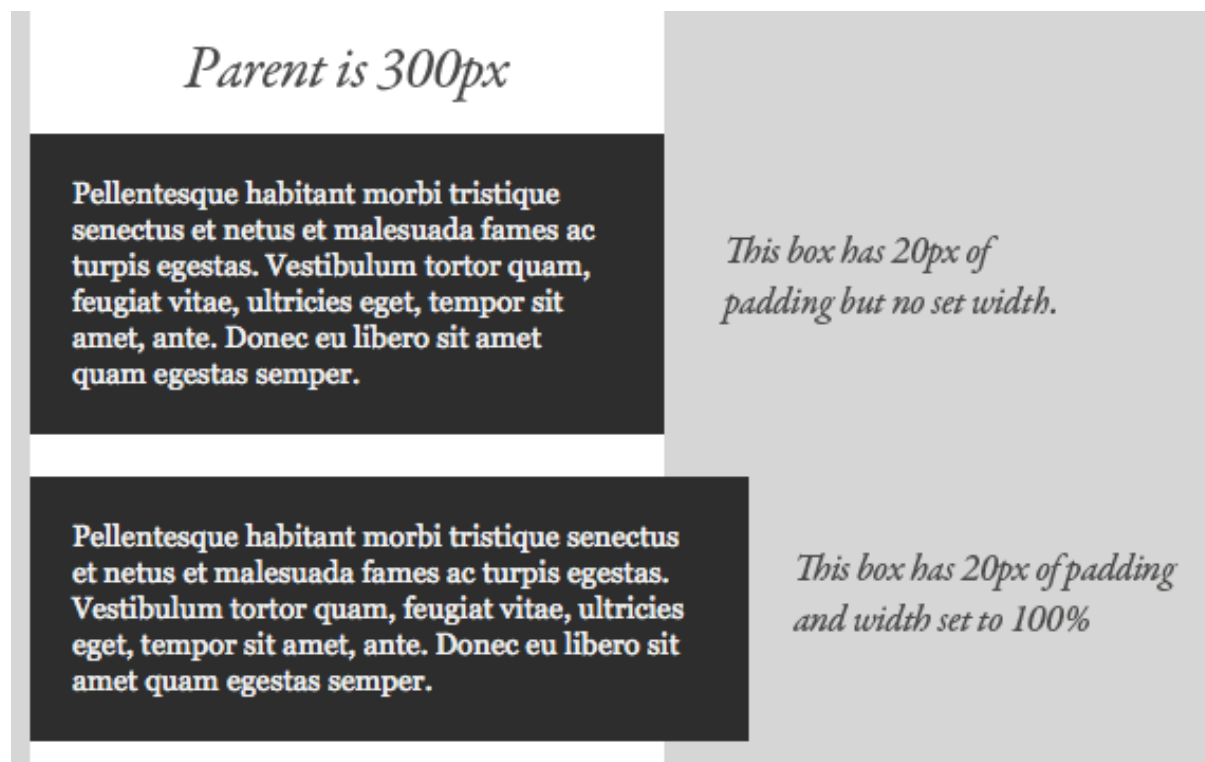 Parent is 300px
Pellentesque habitant morbi tristique
senectus et netus et malesuada fames ac
turpis egestas. Vestibulum tortor quam,
feugiat vitae, ultricies eget, tempor sit
amet, ante. Donec eu libero sit amet
quam egestas semper.
This box has 20px of
padding but no set width.
Pellentesque habitant morbi tristique senectus
et netus et malesuada fames ac turpis egestas.
Vestibulum tortor quam, feugiat vitae, ultricies
eget, tempor sit amet, ante. Donec eu libero sit
amet quam egestas semper.
This box has 20px of padding
and width set to 100%